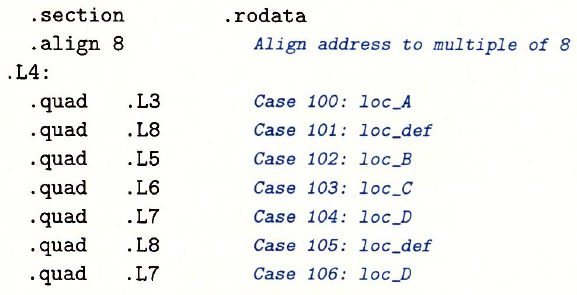 .section .rodata
.align 8 Align address to multiple of 8
.L4:
.quad .L3 Case 100: loc_A
.quad .L8 Case 101: loc_def
.quad .L5 Case 102: loc_B
.quad .L6 Case 103: loc_C
.quad .L7 Case 104: loc_D
.quad .L8 Case 105: loc_def
.quad .L7 Case 106: loc_D